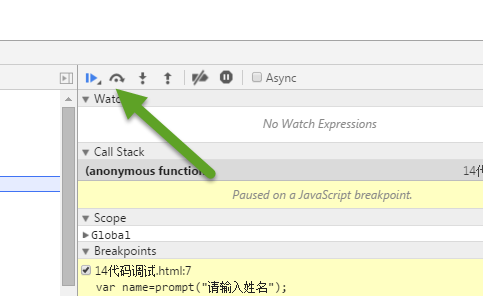 Async
Watch
No Watch Expressions
Call Stack
(anonymous function 14代
Paused on a JavaScript breakpoint.
Scope
Global
Breakpoints
14代码调试.html:7
var name=prompt("请输入姓名");